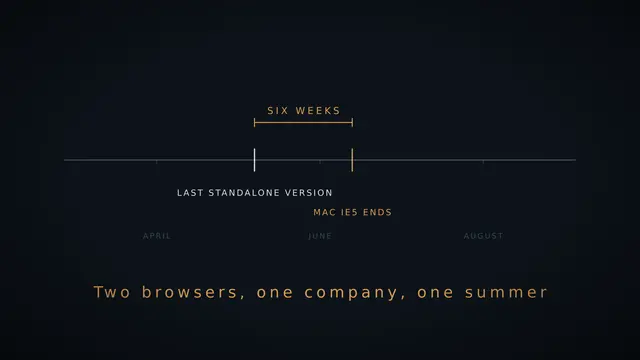 SIX WEEKS
LAST STANDALONE VERSION
MAC IE5 ENDS
APRIL JUNE AUGUST
Two browsers, one company, one summer